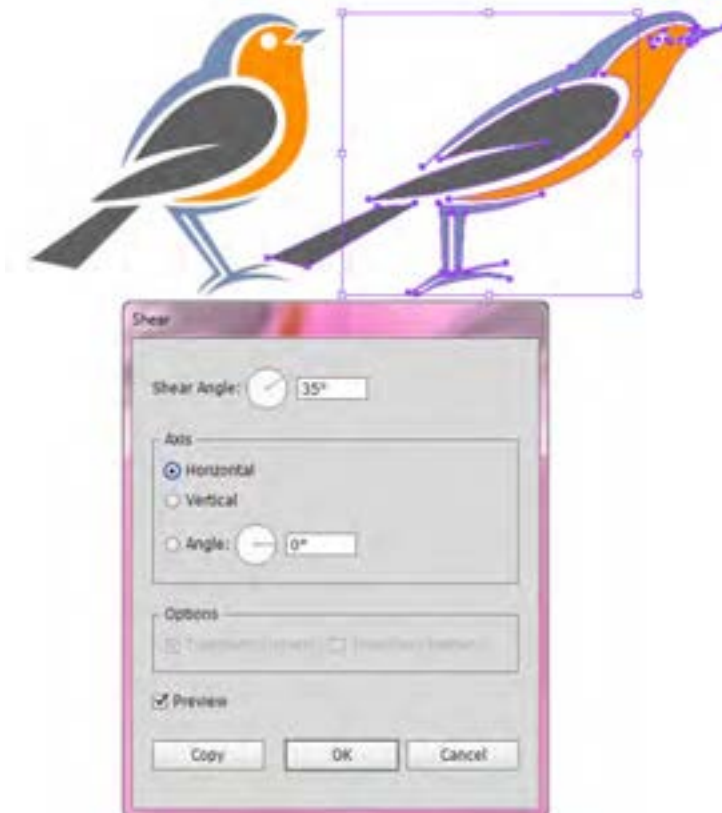 Shear
Shear Angle: 35°
Axis
Horizontal
Vertical
Angle: 0°
Options
Preview
Copy OK Cancel